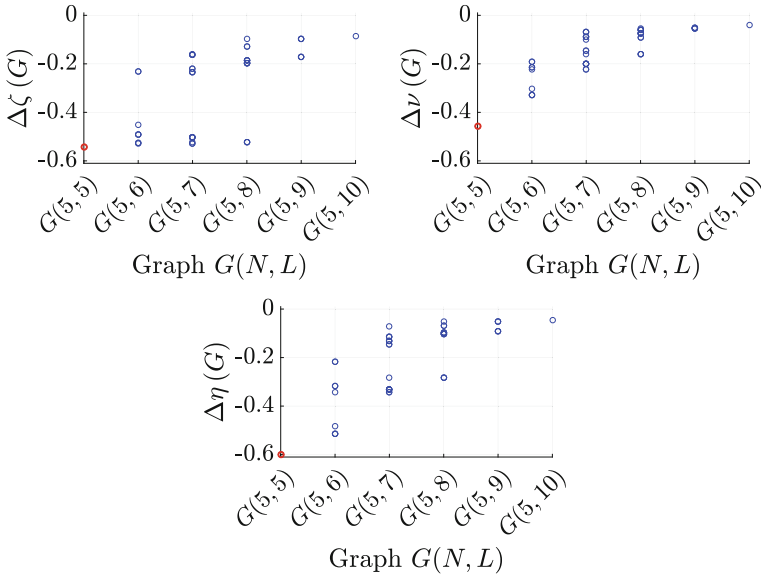 Δζ (G)
0
-0.2
-0.4
-0.6
G(5, 5)
G(5, 6)
G(5, 7)
G(5, 8)
G(5, 9)
G(5, 10)
Graph G(N, L)
Δν (G)
0
-0.2
-0.4
-0.6
G(5, 5)
G(5, 6)
G(5, 7)
G(5, 8)
G(5, 9)
G(5, 10)
Graph G(N, L)
Δη (G)
0
-0.2
-0.4
-0.6
G(5, 5)
G(5, 6)
G(5, 7)
G(5, 8)
G(5, 9)
G(5, 10)
Graph G(N, L)